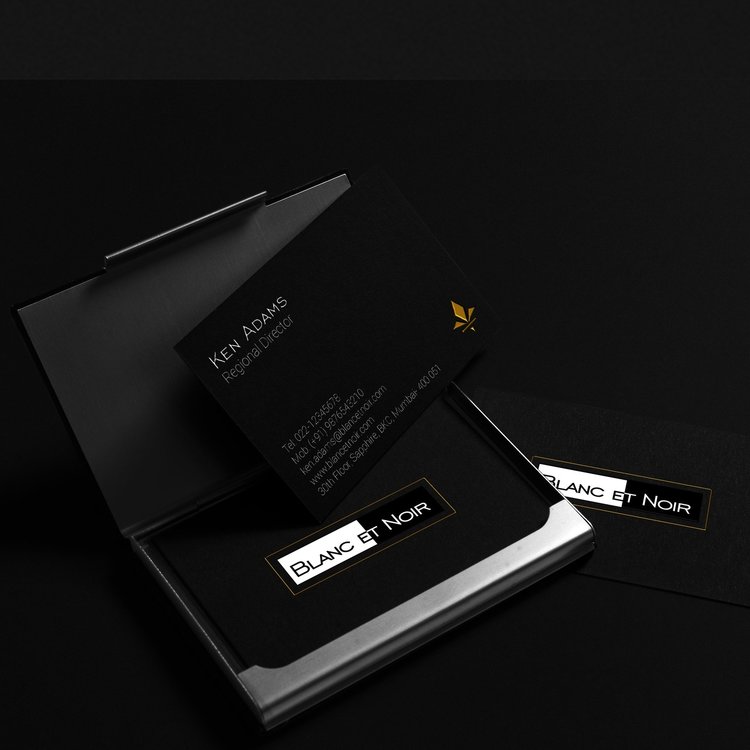 Ken Adams
Regional Director
Tel 022-12345678
Mob (+91) 9876543210
ken.adams@blancetnoir.com
www.blancetnoir.com
30th Floor, Sapphire, BKC, Mumbai- 400 051
Blanc et Noir
Blanc et Noir